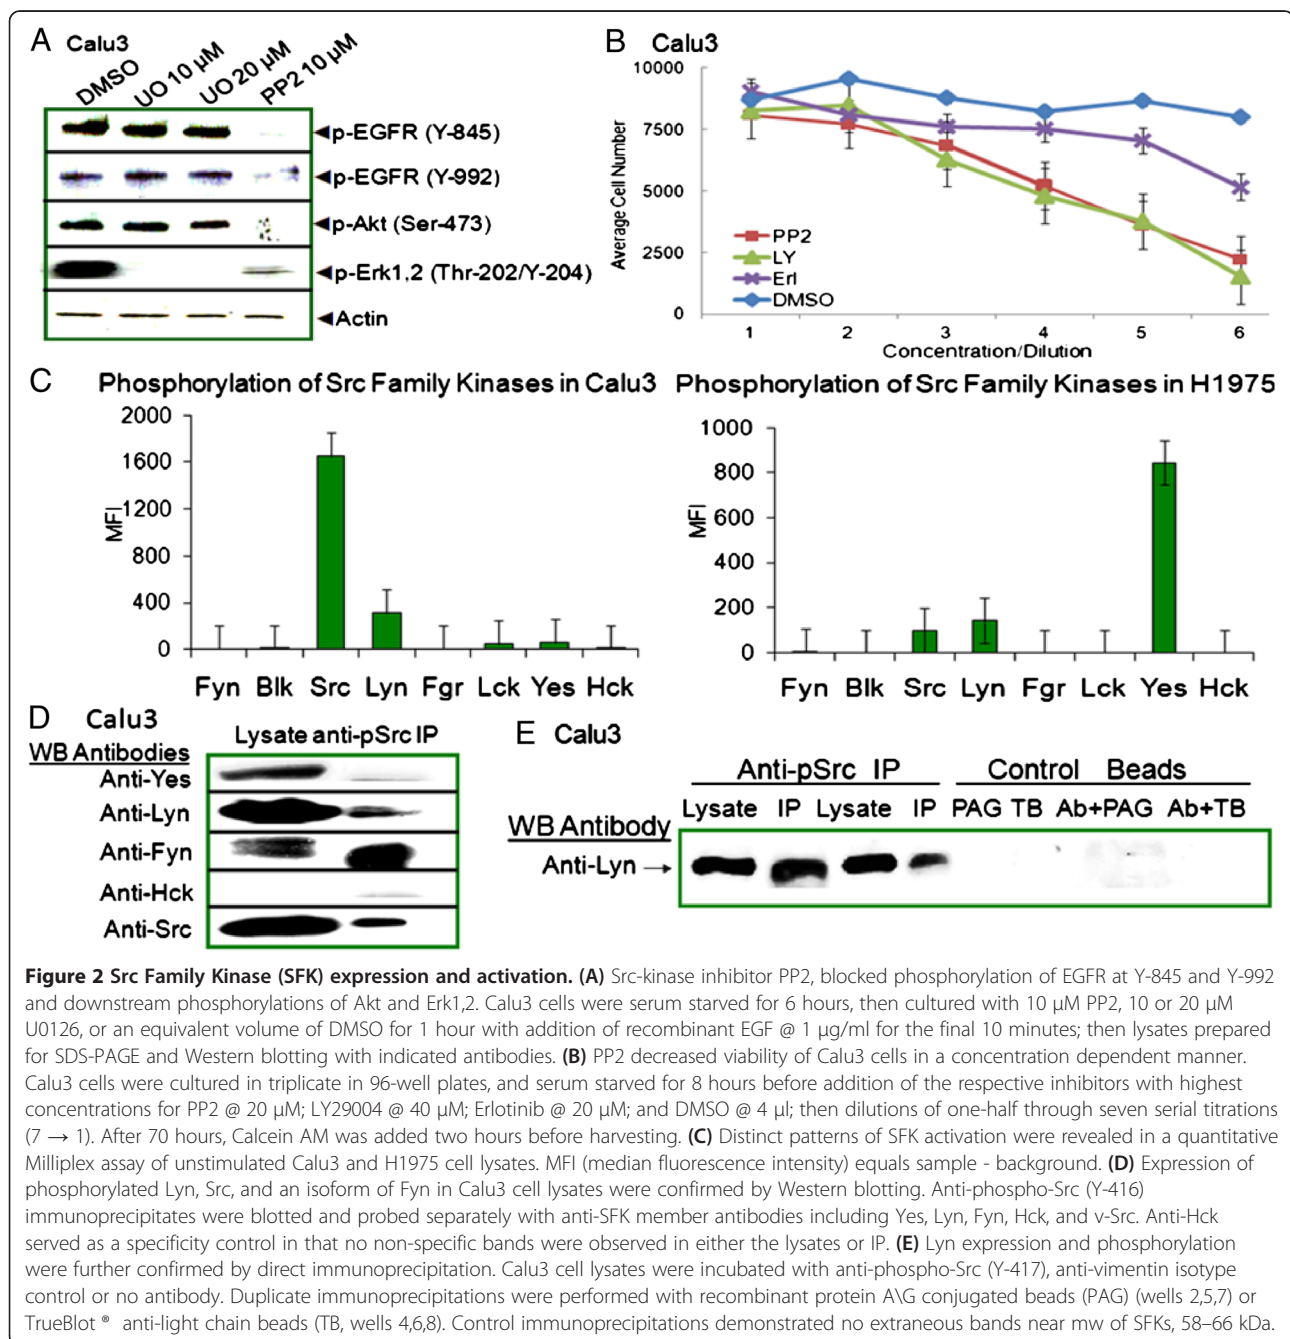 A Calu3
DMSO UO 10 µM UO 20 µM PP2 10 µM
p-EGFR (Y-845)
p-EGFR (Y-992)
p-Akt (Ser-473)
p-Erk1,2 (Thr-202/Y-204)
Actin
B Calu3
10000
7500
5000
2500
0
Average Cell Number
PP2
LY
Erl
DMSO
1 2 3 4 5 6
Concentration/Dilution
C Phosphorylation of Src Family Kinases in Calu3
2000
1600
1200
800
400
0
MFI
Fyn Blk Src Lyn Fgr Lck Yes Hck
Phosphorylation of Src Family Kinases in H1975
1000
800
600
400
200
0
MFI
Fyn Blk Src Lyn Fgr Lck Yes Hck
D Calu3
WB Antibodies
Lysate anti-pSrc IP
Anti-Yes
Anti-Lyn
Anti-Fyn
Anti-Hck
Anti-Src
E Calu3
Anti-pSrc IP Control Beads
Lysate IP Lysate IP PAG TB Ab+PAG Ab+TB
WB Antibody
Anti-Lyn →
Figure 2 Src Family Kinase (SFK) expression and activation. (A) Src-kinase inhibitor PP2, blocked phosphorylation of EGFR at Y-845 and Y-992
and downstream phosphorylations of Akt and Erk1,2. Calu3 cells were serum starved for 6 hours, then cultured with 10 µM PP2, 10 or 20 µM
U0126, or an equivalent volume of DMSO for 1 hour with addition of recombinant EGF @ 1 µg/ml for the final 10 minutes; then lysates prepared
for SDS-PAGE and Western blotting with indicated antibodies. (B) PP2 decreased viability of Calu3 cells in a concentration dependent manner.
Calu3 cells were cultured in triplicate in 96-well plates, and serum starved for 8 hours before addition of the respective inhibitors with highest
concentrations for PP2 @ 20 µM; LY29004 @ 40 µM; Erlotinib @ 20 µM; and DMSO @ 4 µl; then dilutions of one-half through seven serial titrations
(7 → 1). After 70 hours, Calcein AM was added two hours before harvesting. (C) Distinct patterns of SFK activation were revealed in a quantitative
Milliplex assay of unstimulated Calu3 and H1975 cell lysates. MFI (median fluorescence intensity) equals sample - background. (D) Expression of
phosphorylated Lyn, Src, and an isoform of Fyn in Calu3 cell lysates were confirmed by Western blotting. Anti-phospho-Src (Y-416)
immunoprecipitates were blotted and probed separately with anti-SFK member antibodies including Yes, Lyn, Fyn, Hck, and v-Src. Anti-Hck
served as a specificity control in that no non-specific bands were observed in either the lysates or IP. (E) Lyn expression and phosphorylation
were further confirmed by direct immunoprecipitation. Calu3 cell lysates were incubated with anti-phospho-Src (Y-417), anti-vimentin isotype
control or no antibody. Duplicate immunoprecipitations were performed with recombinant protein A\G conjugated beads (PAG) (wells 2,5,7) or
TrueBlot ® anti-light chain beads (TB, wells 4,6,8). Control immunoprecipitations demonstrated no extraneous bands near mw of SFKs, 58–66 kDa.